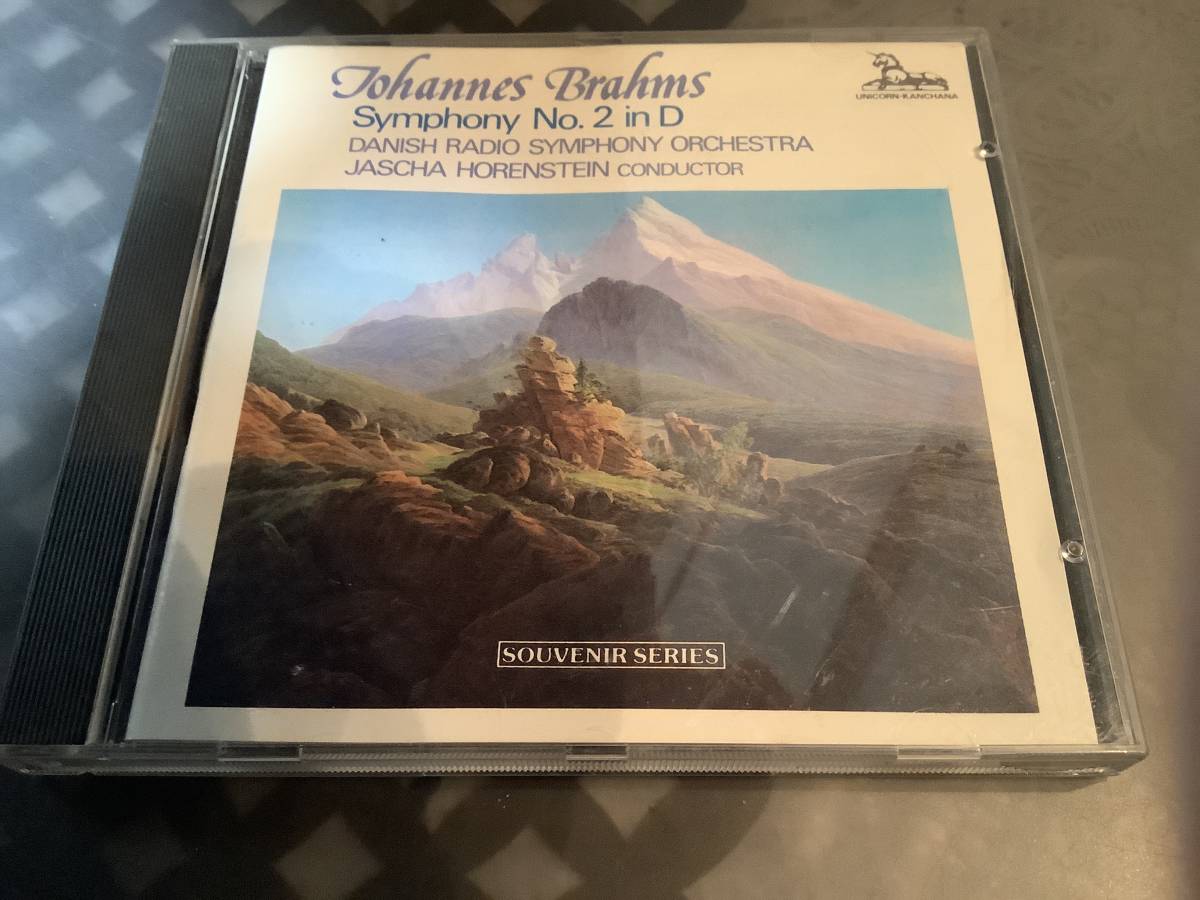 Johannes Brahms
Symphony No. 2 in D
DANISH RADIO SYMPHONY ORCHESTRA
JASCHA HORENSTEIN CONDUCTOR
UNICORN-KANCHANA
SOUVENIR SERIES